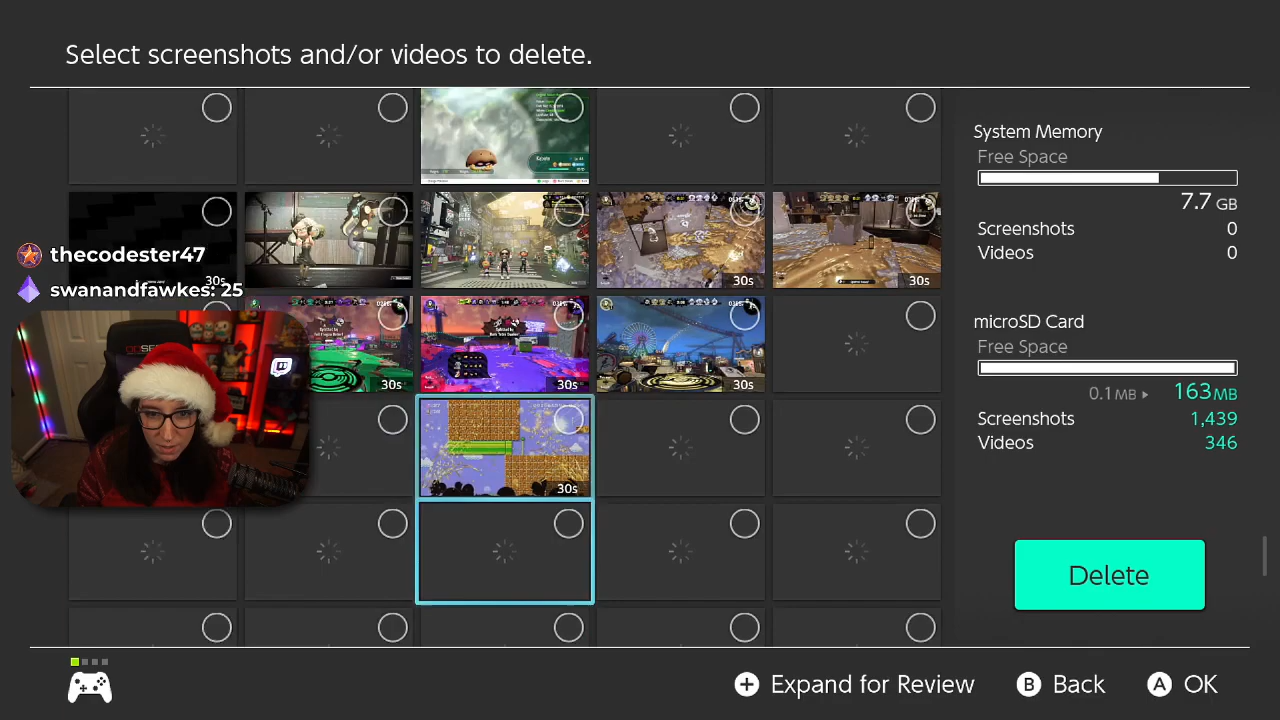 Select screenshots and/or videos to delete.
System Memory
Free Space
7.7 GB
Screenshots 0
Videos 0
30s
30s
30s
thecodester47
swanandfawkes: 25
microSD Card
Free Space
0.1 MB ▸ 163 MB
Screenshots 1,439
Videos 346
30s
30s
30s
30s
Delete
+ Expand for Review
B Back
A OK